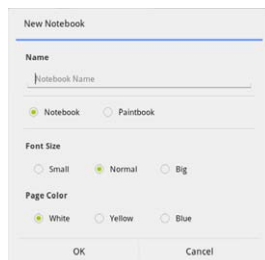 New Notebook
Name
Notebook Name
Notebook Paintbook
Font Size
Small Normal Big
Page Color
White Yellow Blue
OK Cancel